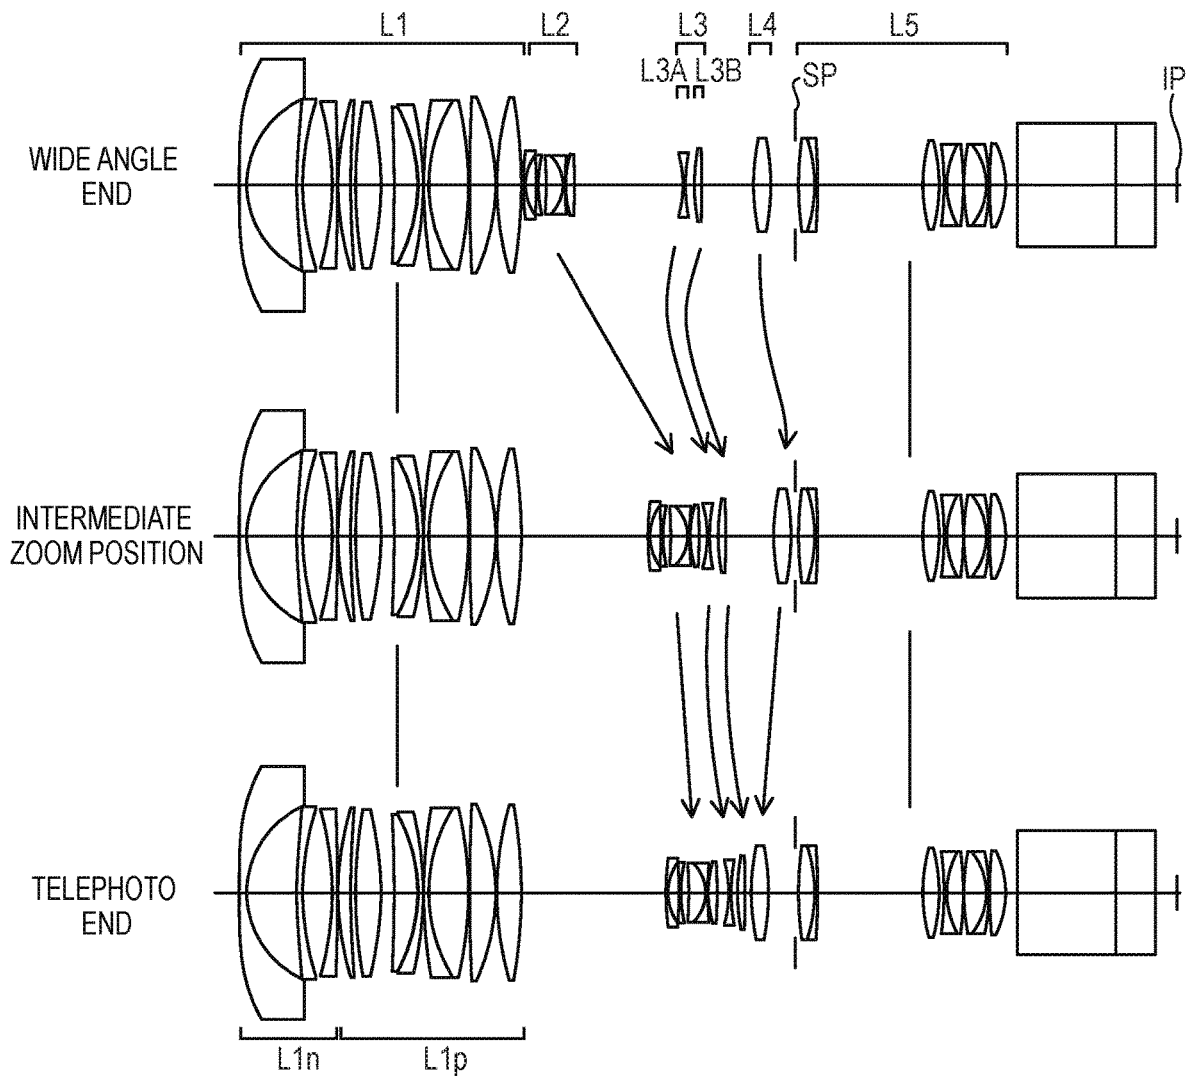 L1 L2 L3 L4 L5
L3A L3B SP IP
WIDE ANGLE
END
INTERMEDIATE
ZOOM POSITION
TELEPHOTO
END
L1n L1p